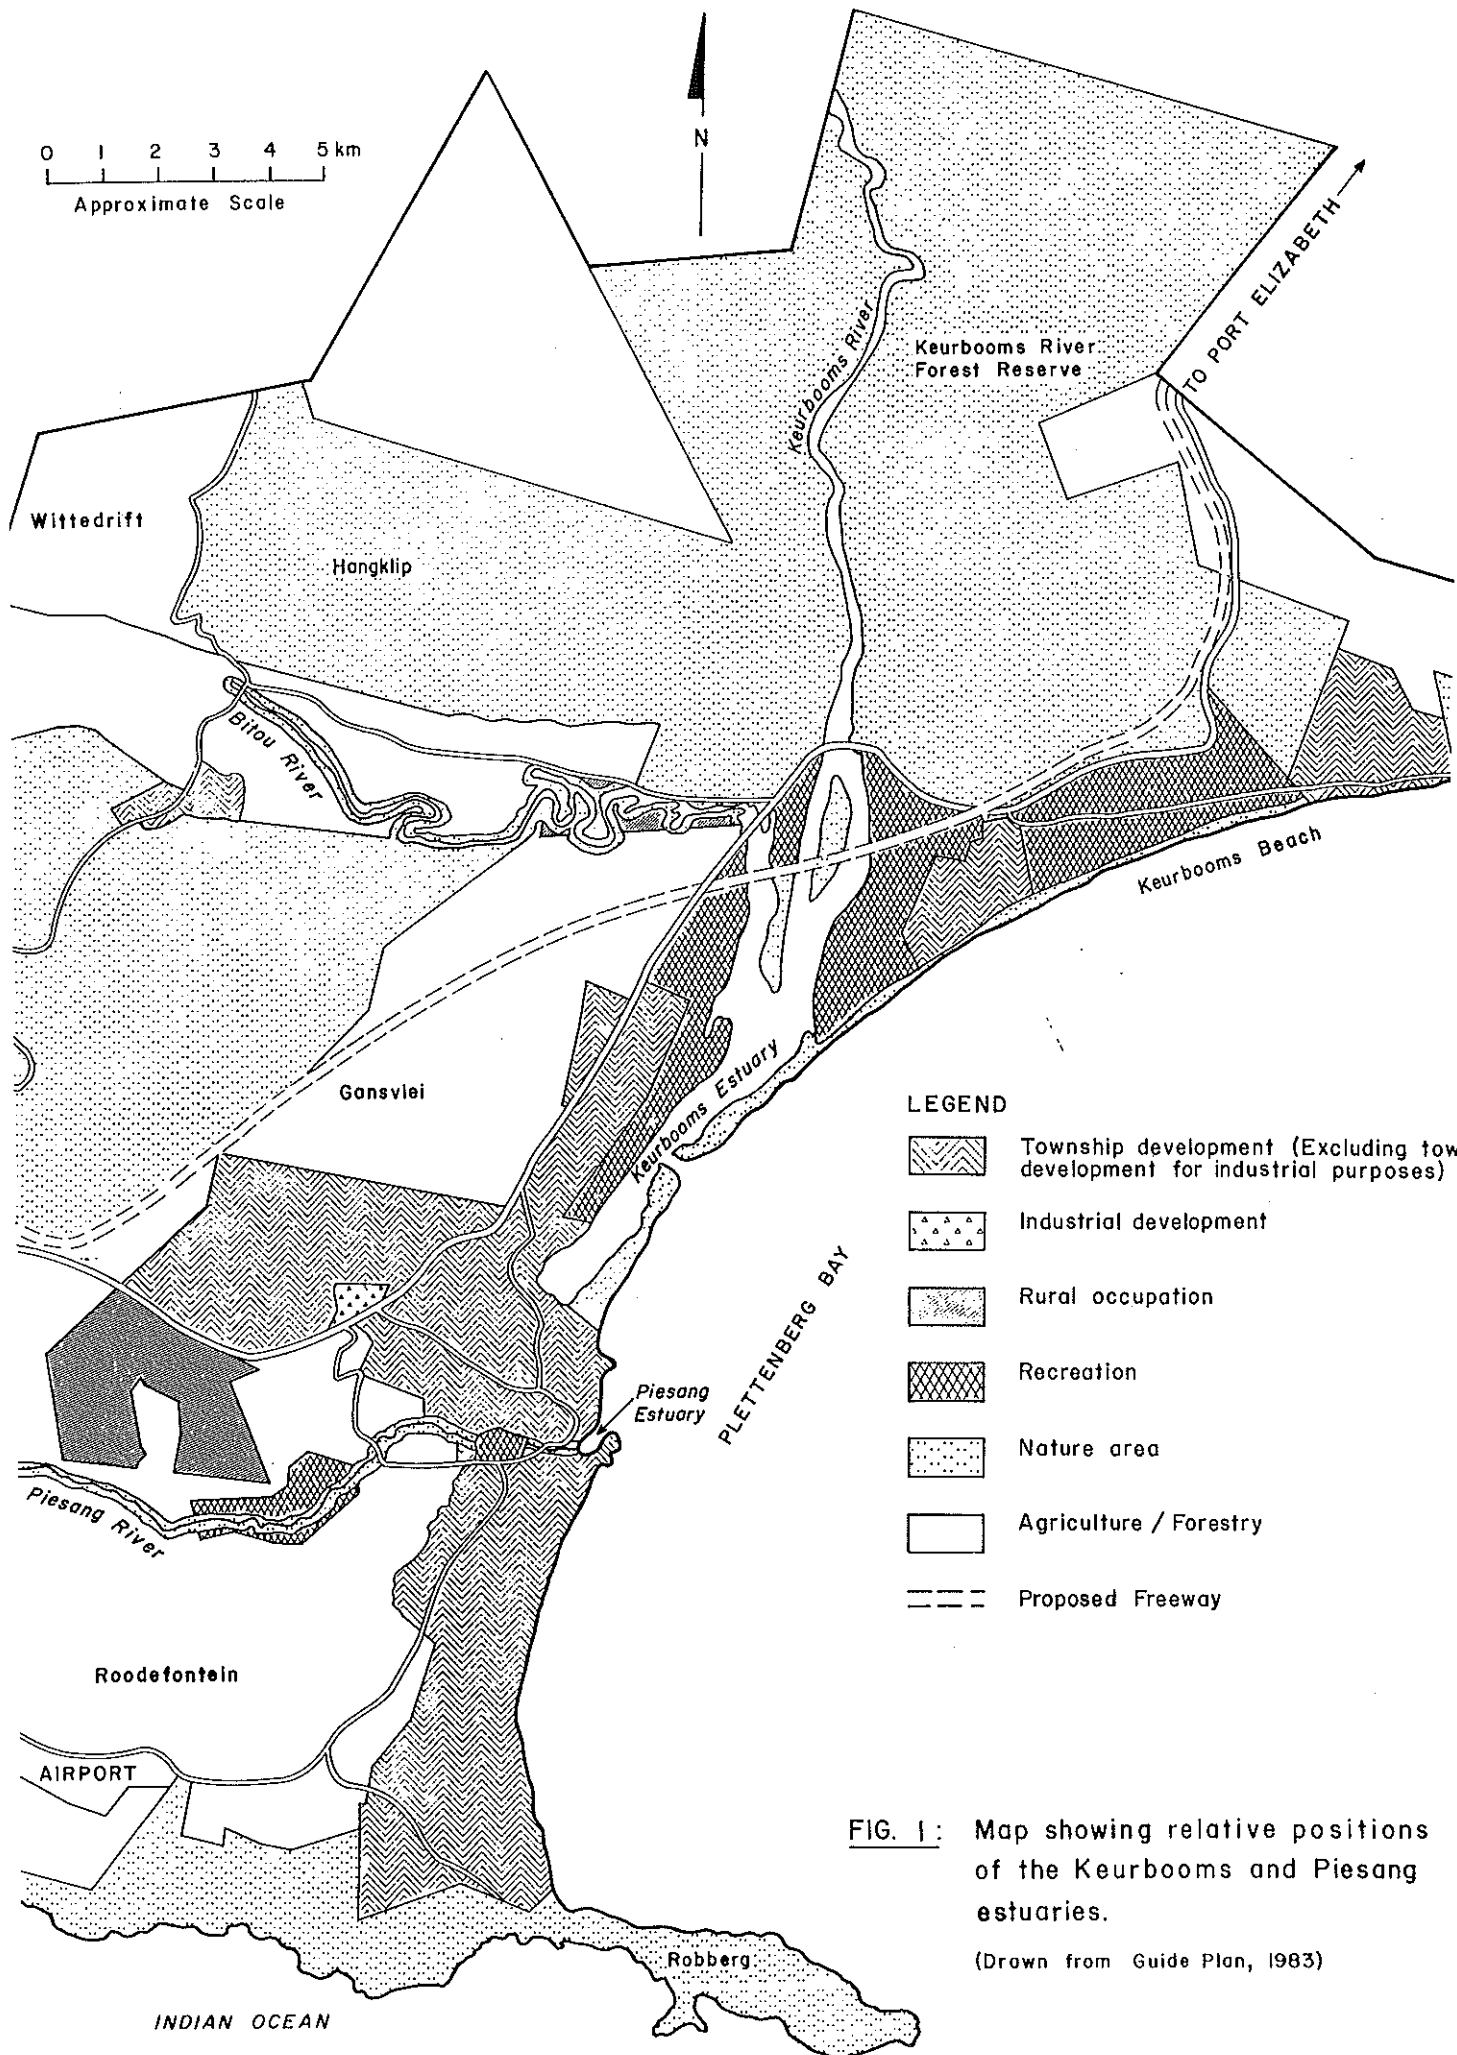 0 1 2 3 4 5 km
Approximate Scale
N
TO PORT ELIZABETH
Keurbooms River
Keurbooms River
Forest Reserve
Wittedrift
Hangklip
Bitou River
Keurbooms Beach
Gansvlei
Keurbooms Estuary
PLETTENBERG BAY
Piesang
Estuary
Piesang River
Roodefontein
AIRPORT
Robberg
INDIAN OCEAN
LEGEND
Township development (Excluding tow
development for industrial purposes)
Industrial development
Rural occupation
Recreation
Nature area
Agriculture / Forestry
Proposed Freeway
FIG. 1: Map showing relative positions
of the Keurbooms and Piesang
estuaries.
(Drawn from Guide Plan, 1983)